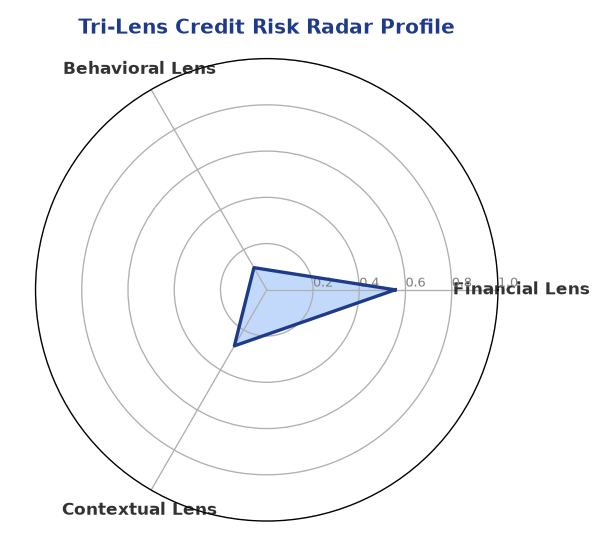 Tri-Lens Credit Risk Radar Profile
Behavioral Lens
0.2 0.4 0.6 0.8 1.0
Financial Lens
Contextual Lens